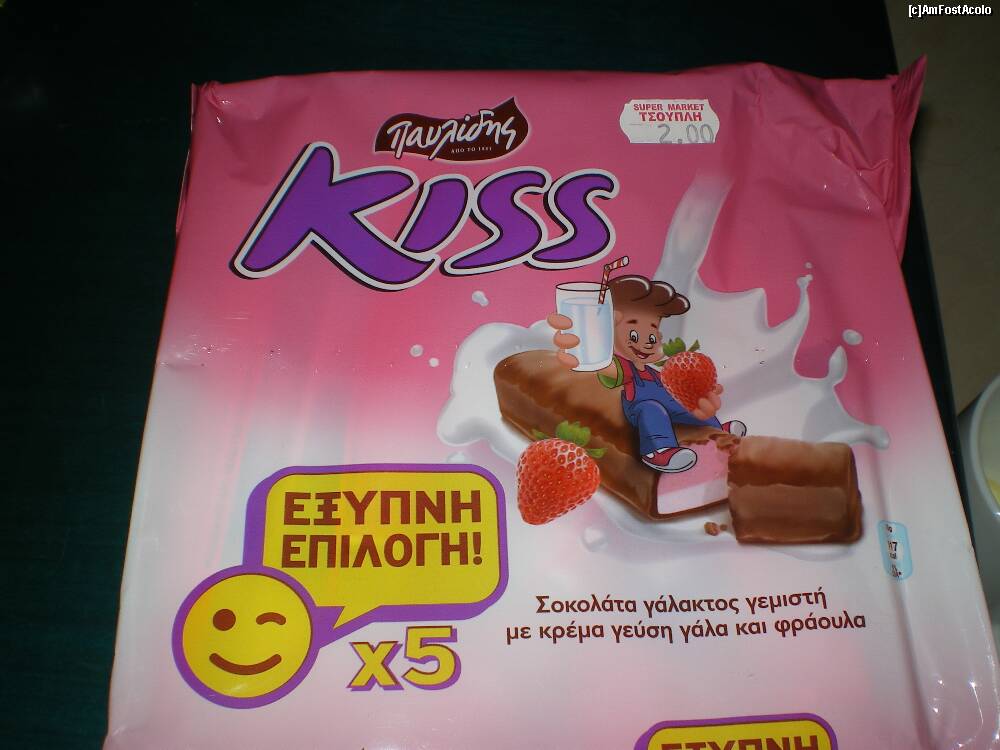 [c]AmFostAcolo
SUPER MARKET
ΤΣΟΥΠΛΗ
2.00
Παυλίδης
ΑΠΟ ΤΟ 1841
KISS
ΕΞΥΠΝΗ
ΕΠΙΛΟΓΗ!
x5
Σοκολάτα γάλακτος γεμιστή
με κρέμα γεύση γάλα και φράουλα
ΕΞΥΠΝΗ